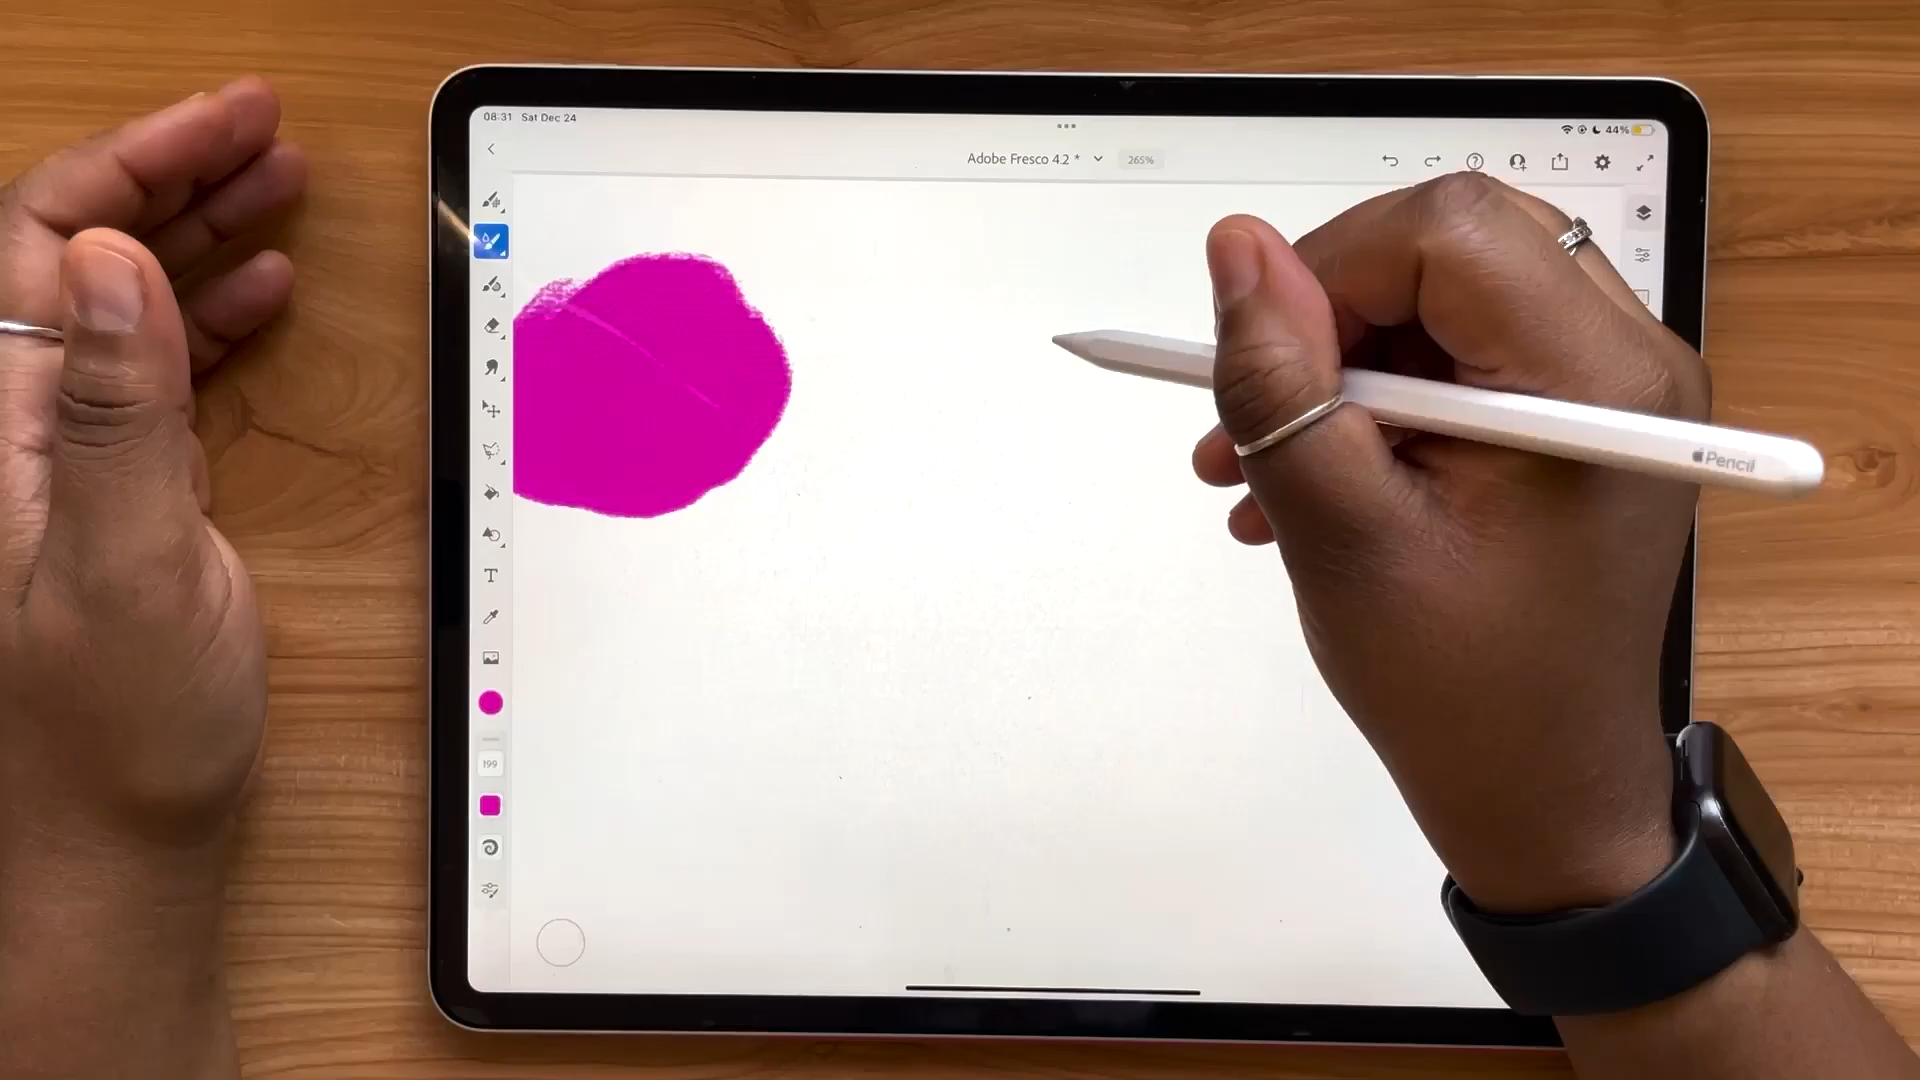 08:31 Sat Dec 24
44%
Adobe Fresco 4.2 *
265%
T
199
Pencil